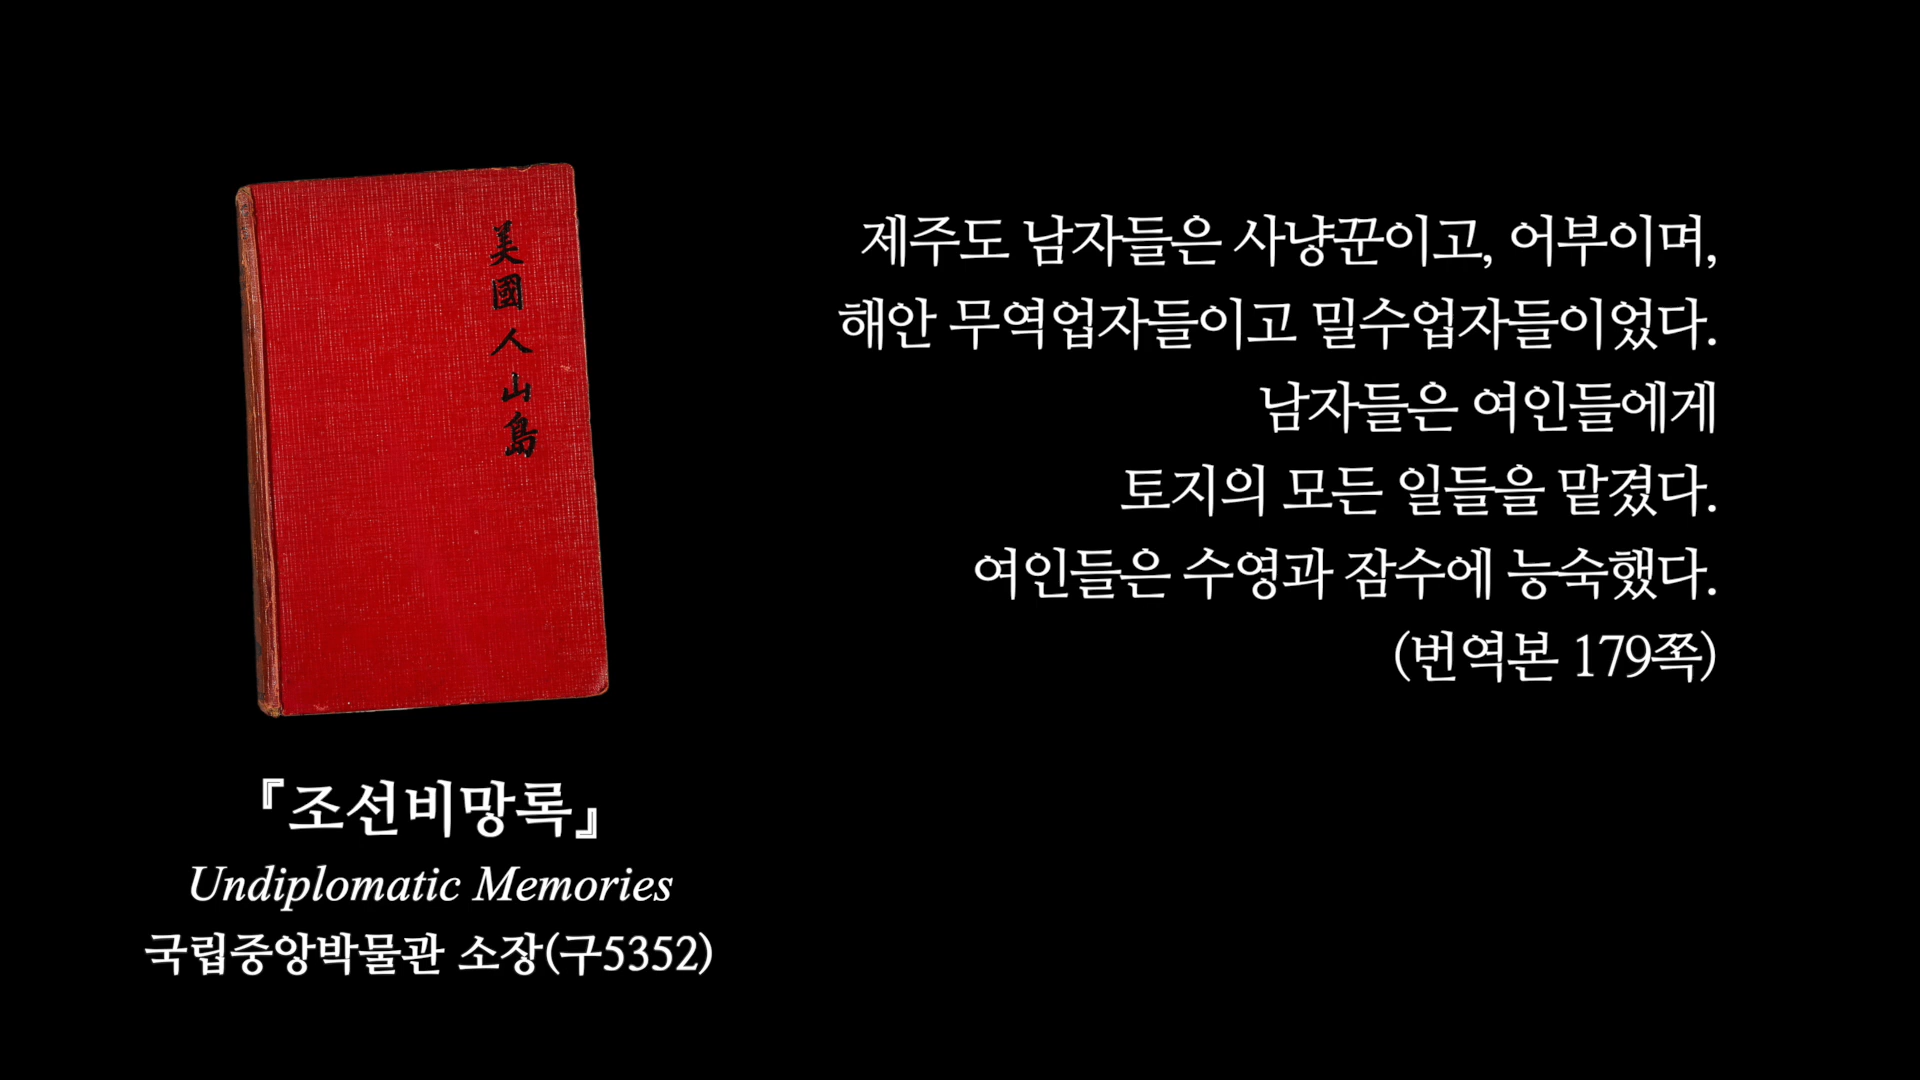 美國人山島
『조선비망록』
Undiplomatic Memories
국립중앙박물관 소장(구5352)
제주도 남자들은 사냥꾼이고, 어부이며,
해안 무역업자들이고 밀수업자들이었다.
남자들은 여인들에게
토지의 모든 일들을 맡겼다.
여인들은 수영과 잠수에 능숙했다.
(번역본 179쪽)